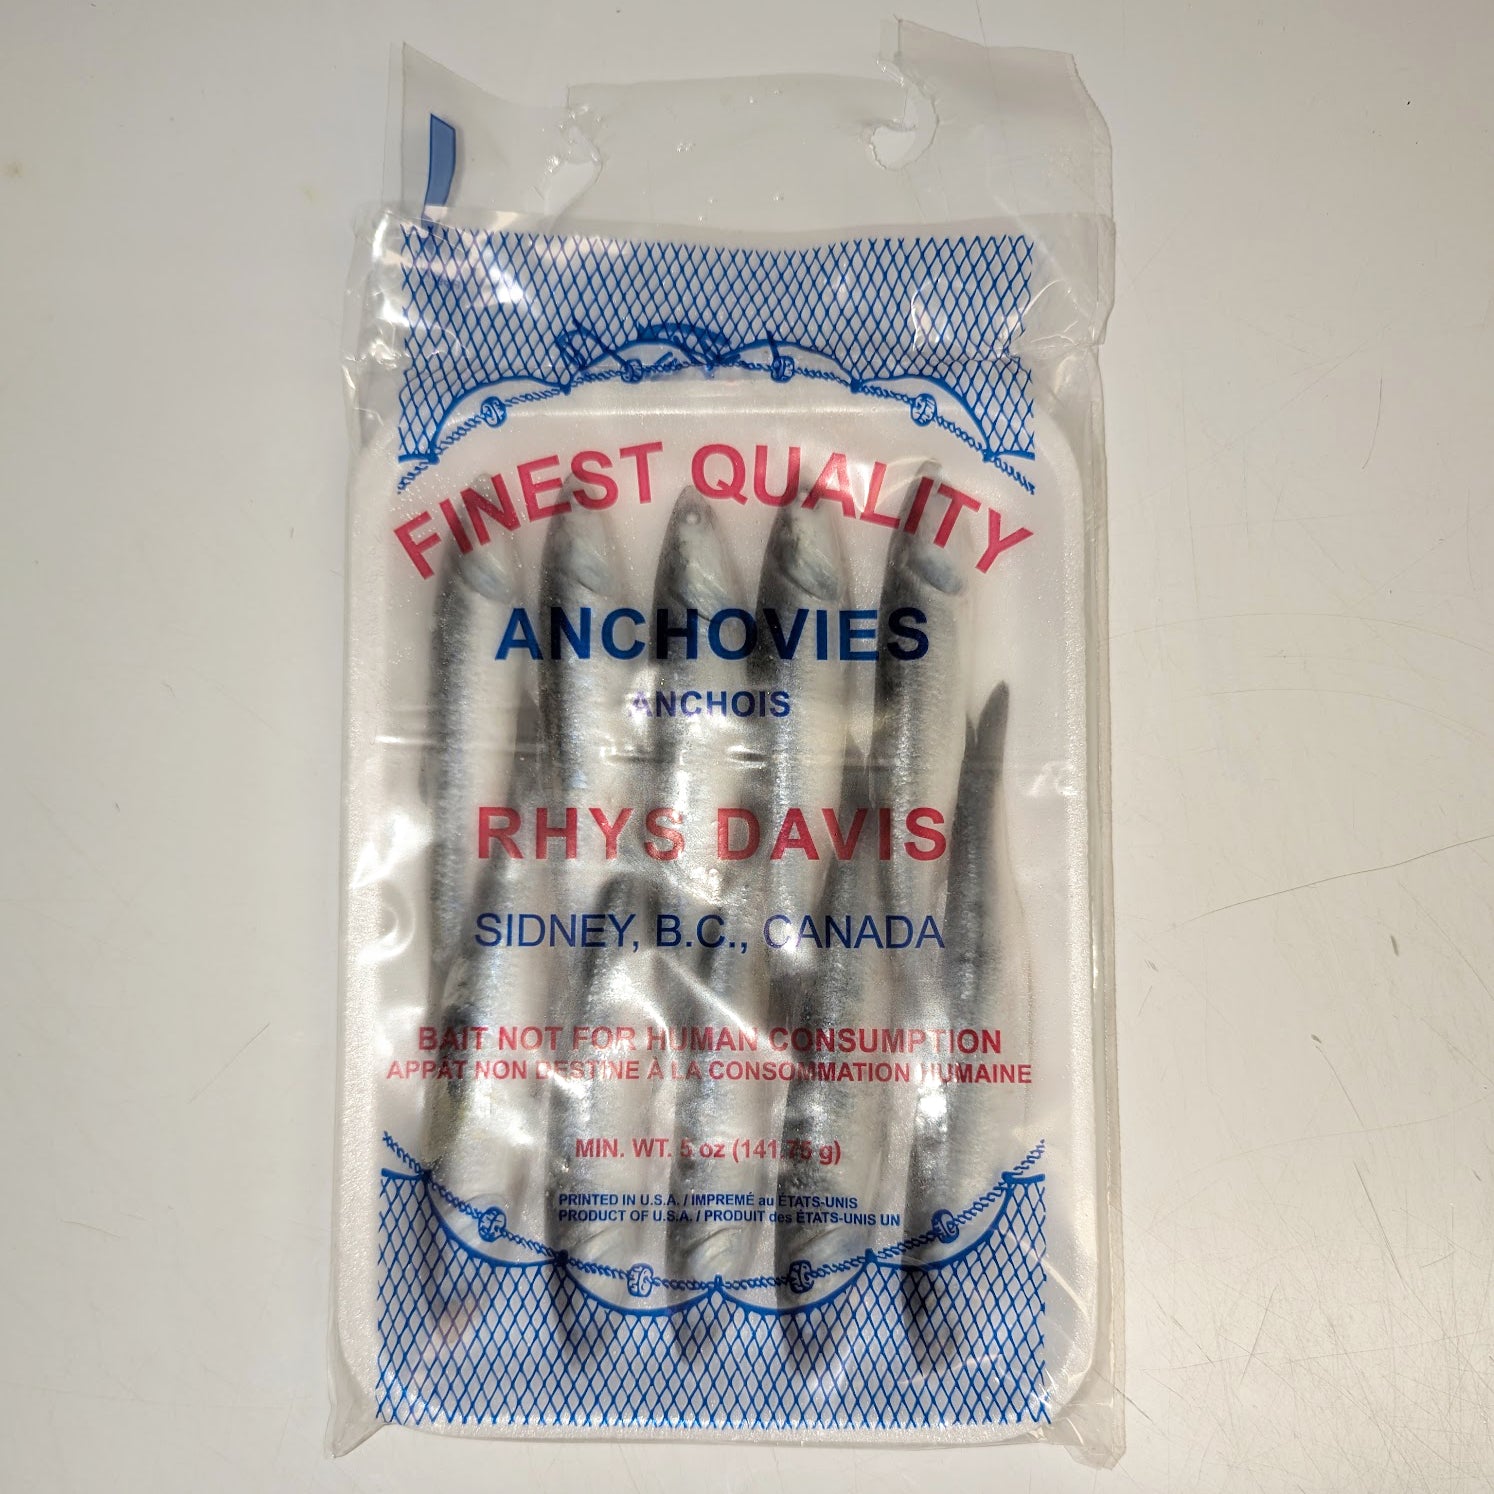 FINEST QUALITY
ANCHOVIES
ANCHOIS
RHYS DAVIS
SIDNEY, B.C., CANADA
BAIT NOT FOR HUMAN CONSUMPTION
APPÂT NON DESTINE À LA CONSOMMATION HUMAINE
MIN. WT. 5 oz (141.75 g)
PRINTED IN U.S.A. / IMPREMÉ au ÉTATS-UNIS
PRODUCT OF U.S.A. / PRODUIT des ÉTATS-UNIS UN